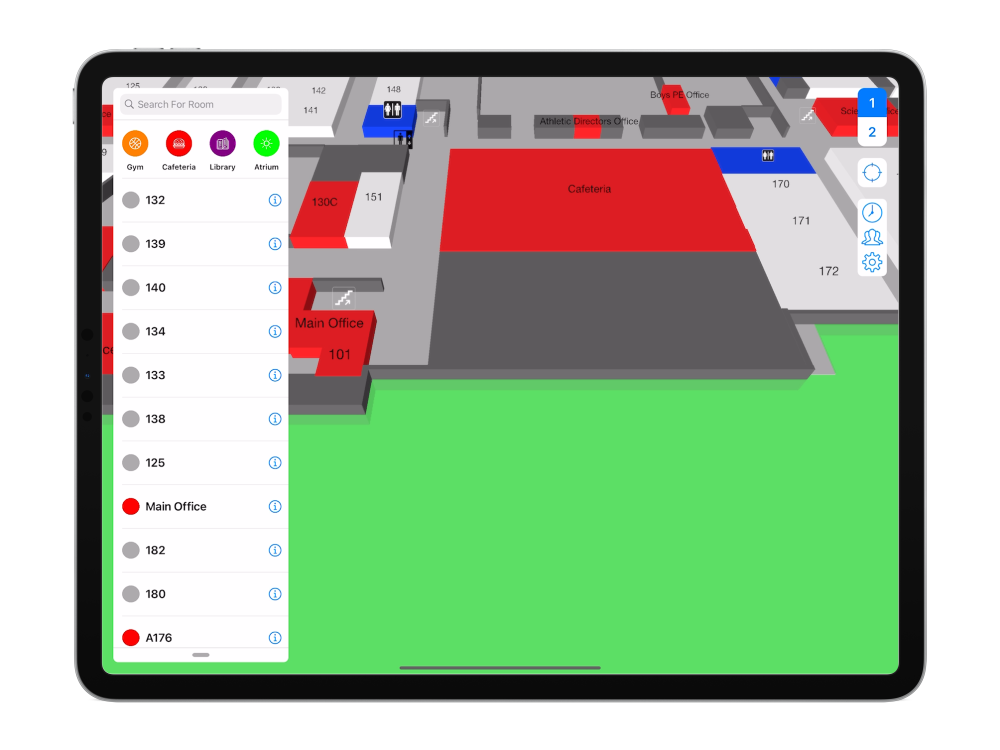 Search For Room
Gym
Cafeteria
Library
Atrium
132
139
140
134
133
138
125
Main Office
182
180
A176
125
142
141
148
151
130C
Main Office
101
Cafeteria
Athletic Directors Office
Boys PE Office
170
171
172
1
2